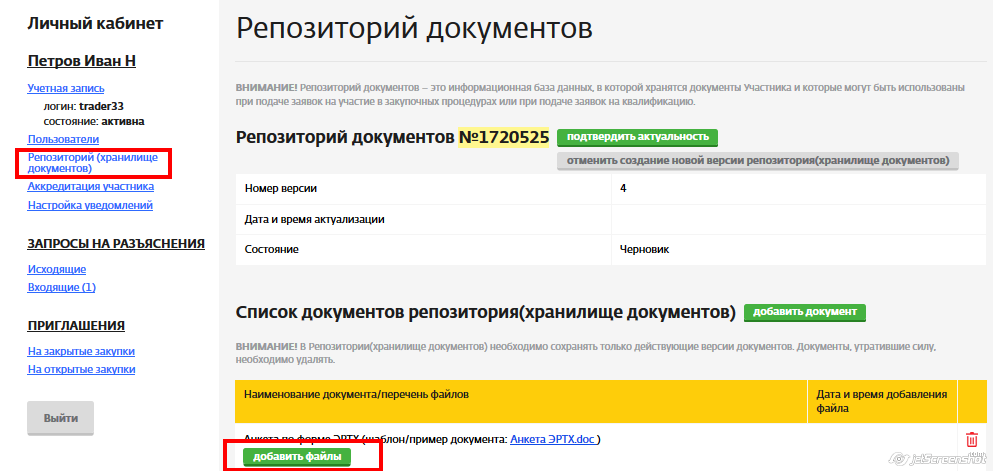 Личный кабинет
Петров Иван Н
Учетная запись
логин: trader33
состояние: активна
Пользователи
Репозиторий (хранилище
документов)
Аккредитация участника
Настройка уведомлений
ЗАПРОСЫ НА РАЗЪЯСНЕНИЯ
Исходящие
Входящие (1)
ПРИГЛАШЕНИЯ
На закрытые закупки
На открытые закупки
Выйти
Репозиторий документов
ВНИМАНИЕ! Репозиторий документов – это информационная база данных, в которой хранятся документы Участника и которые могут быть использованы
при подаче заявок на участие в закупочных процедурах или при подаче заявок на квалификацию.
Репозиторий документов №1720525 подтвердить актуальность
отменить создание новой версии репозитория(хранилище документов)
Номер версии 4
Дата и время актуализации
Состояние Черновик
Список документов репозитория(хранилище документов) добавить документ
ВНИМАНИЕ! В Репозитории(хранилище документов) необходимо сохранять только действующие версии документов. Документы, утратившие силу,
необходимо удалять.
Наименование документа/перечень файлов Дата и время добавления
файла
Анкета по форме ЭРТХ (шаблон/пример документа: Анкета ЭРТХ.doc )
добавить файлы
jetScreenshot
.com